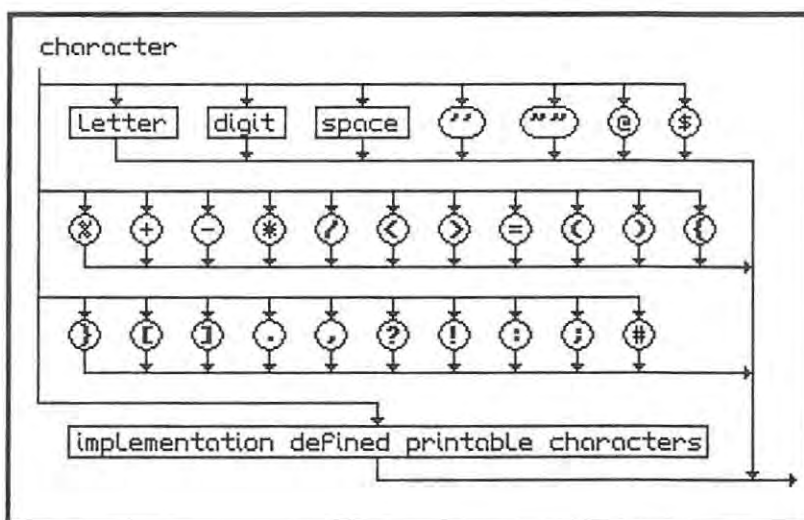 character
letter digit space '' """" @ $
% + - * / < > = ( ) {
} [ ] . , ? ! : ; #
implementation defined printable characters